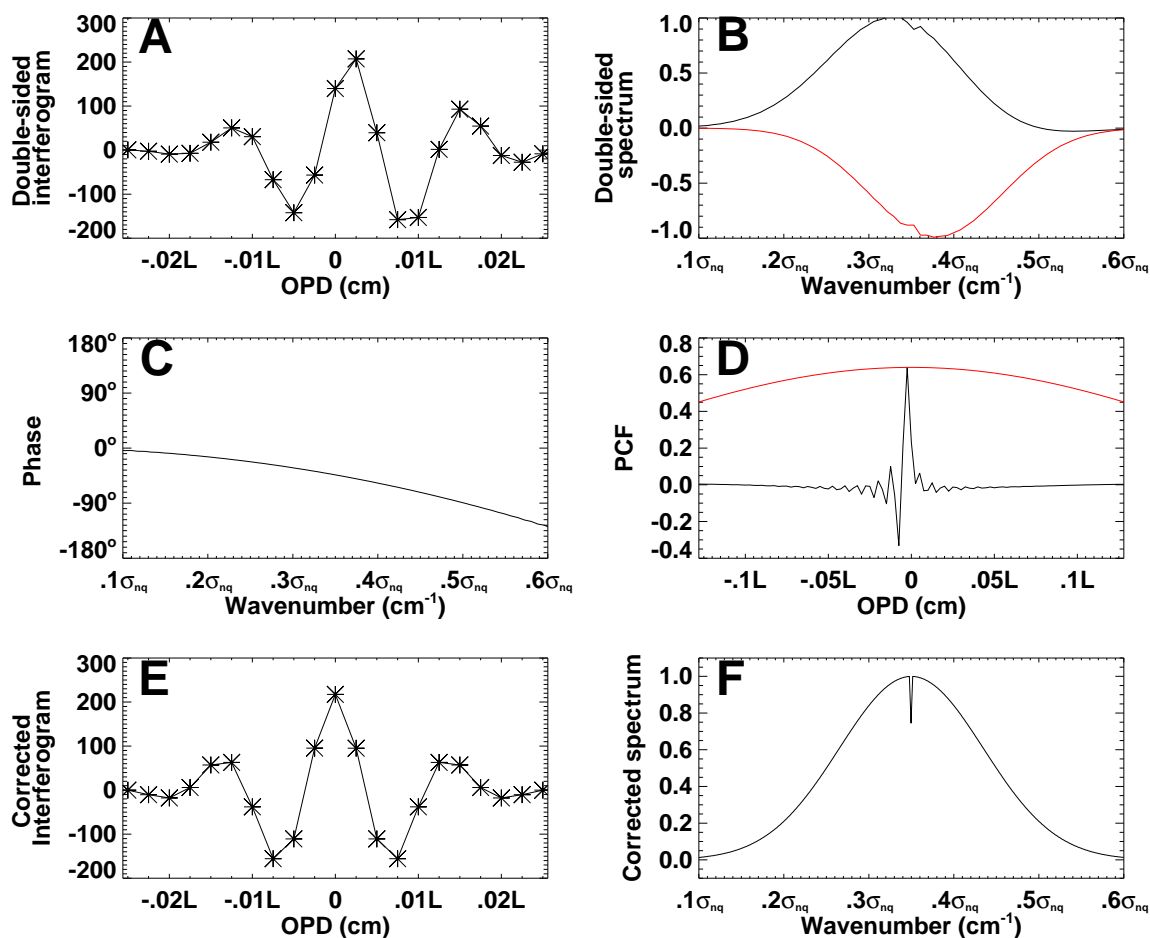 A
Double-sided
interferogram
300
200
100
0
-100
-200
-.02L -.01L 0 .01L .02L
OPD (cm)
B
Double-sided
spectrum
1.0
0.5
0.0
-0.5
-1.0
.1σnq .2σnq .3σnq .4σnq .5σnq .6σnq
Wavenumber (cm⁻¹)
C
Phase
180°
90°
0°
-90°
-180°
.1σnq .2σnq .3σnq .4σnq .5σnq .6σnq
Wavenumber (cm⁻¹)
D
PCF
0.8
0.6
0.4
0.2
0.0
-0.2
-0.4
-.1L -.05L 0 .05L .1L
OPD (cm)
E
Corrected
Interferogram
300
200
100
0
-100
-200
-.02L -.01L 0 .01L .02L
OPD (cm)
F
Corrected spectrum
1.0
0.8
0.6
0.4
0.2
0.0
.1σnq .2σnq .3σnq .4σnq .5σnq .6σnq
Wavenumber (cm⁻¹)